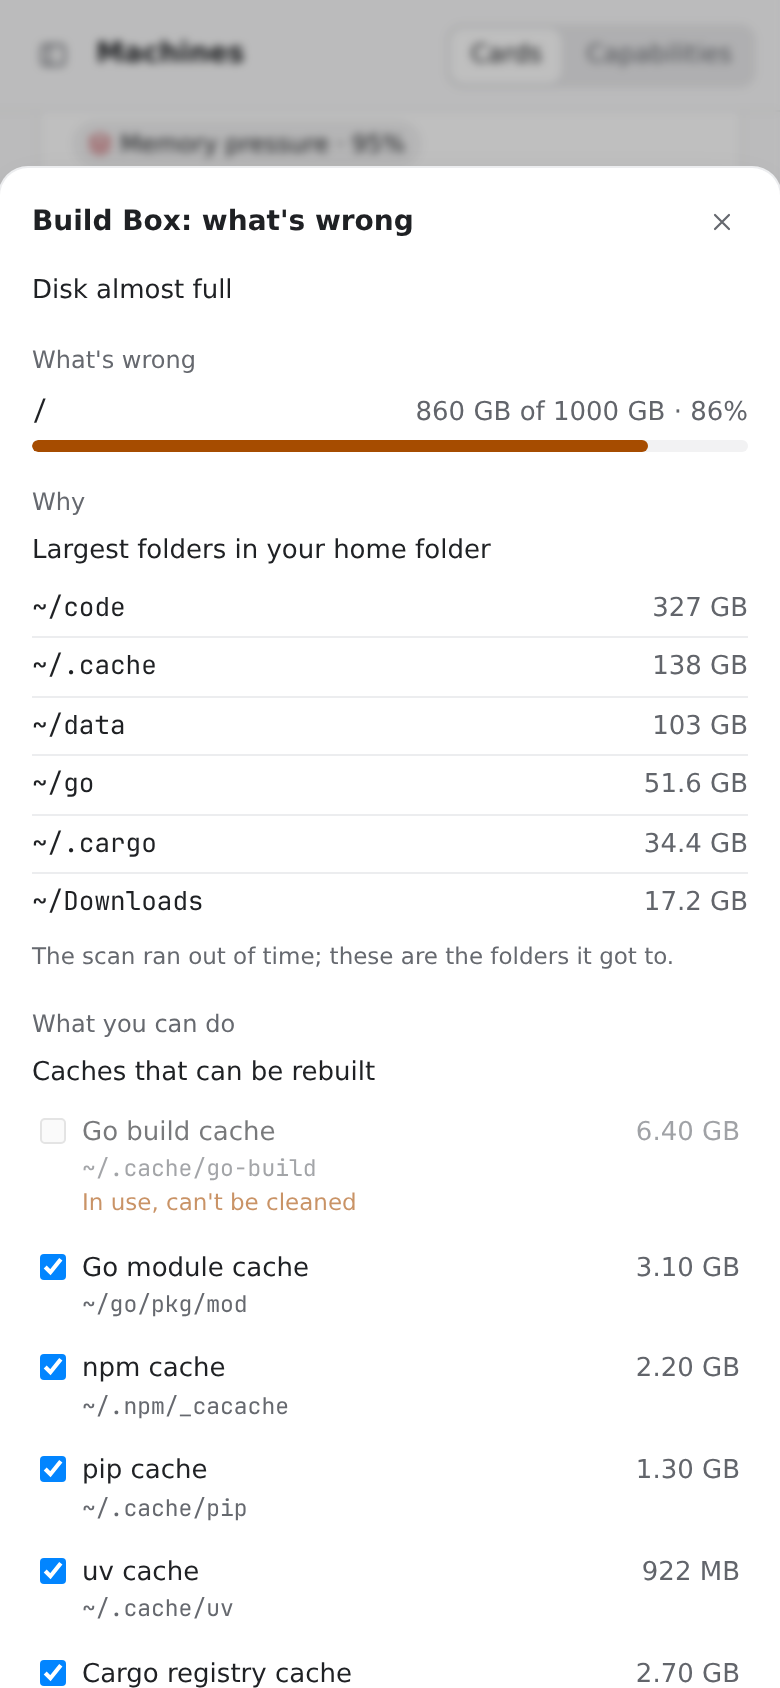 Machines
Cards
Capabilities
Memory pressure · 95%
Build Box: what's wrong
Disk almost full
What's wrong
/
860 GB of 1000 GB · 86%
Why
Largest folders in your home folder
~/code
327 GB
~/.cache
138 GB
~/data
103 GB
~/go
51.6 GB
~/.cargo
34.4 GB
~/Downloads
17.2 GB
The scan ran out of time; these are the folders it got to.
What you can do
Caches that can be rebuilt
Go build cache
6.40 GB
~/.cache/go-build
In use, can't be cleaned
Go module cache
3.10 GB
~/go/pkg/mod
npm cache
2.20 GB
~/.npm/_cacache
pip cache
1.30 GB
~/.cache/pip
uv cache
922 MB
~/.cache/uv
Cargo registry cache
2.70 GB